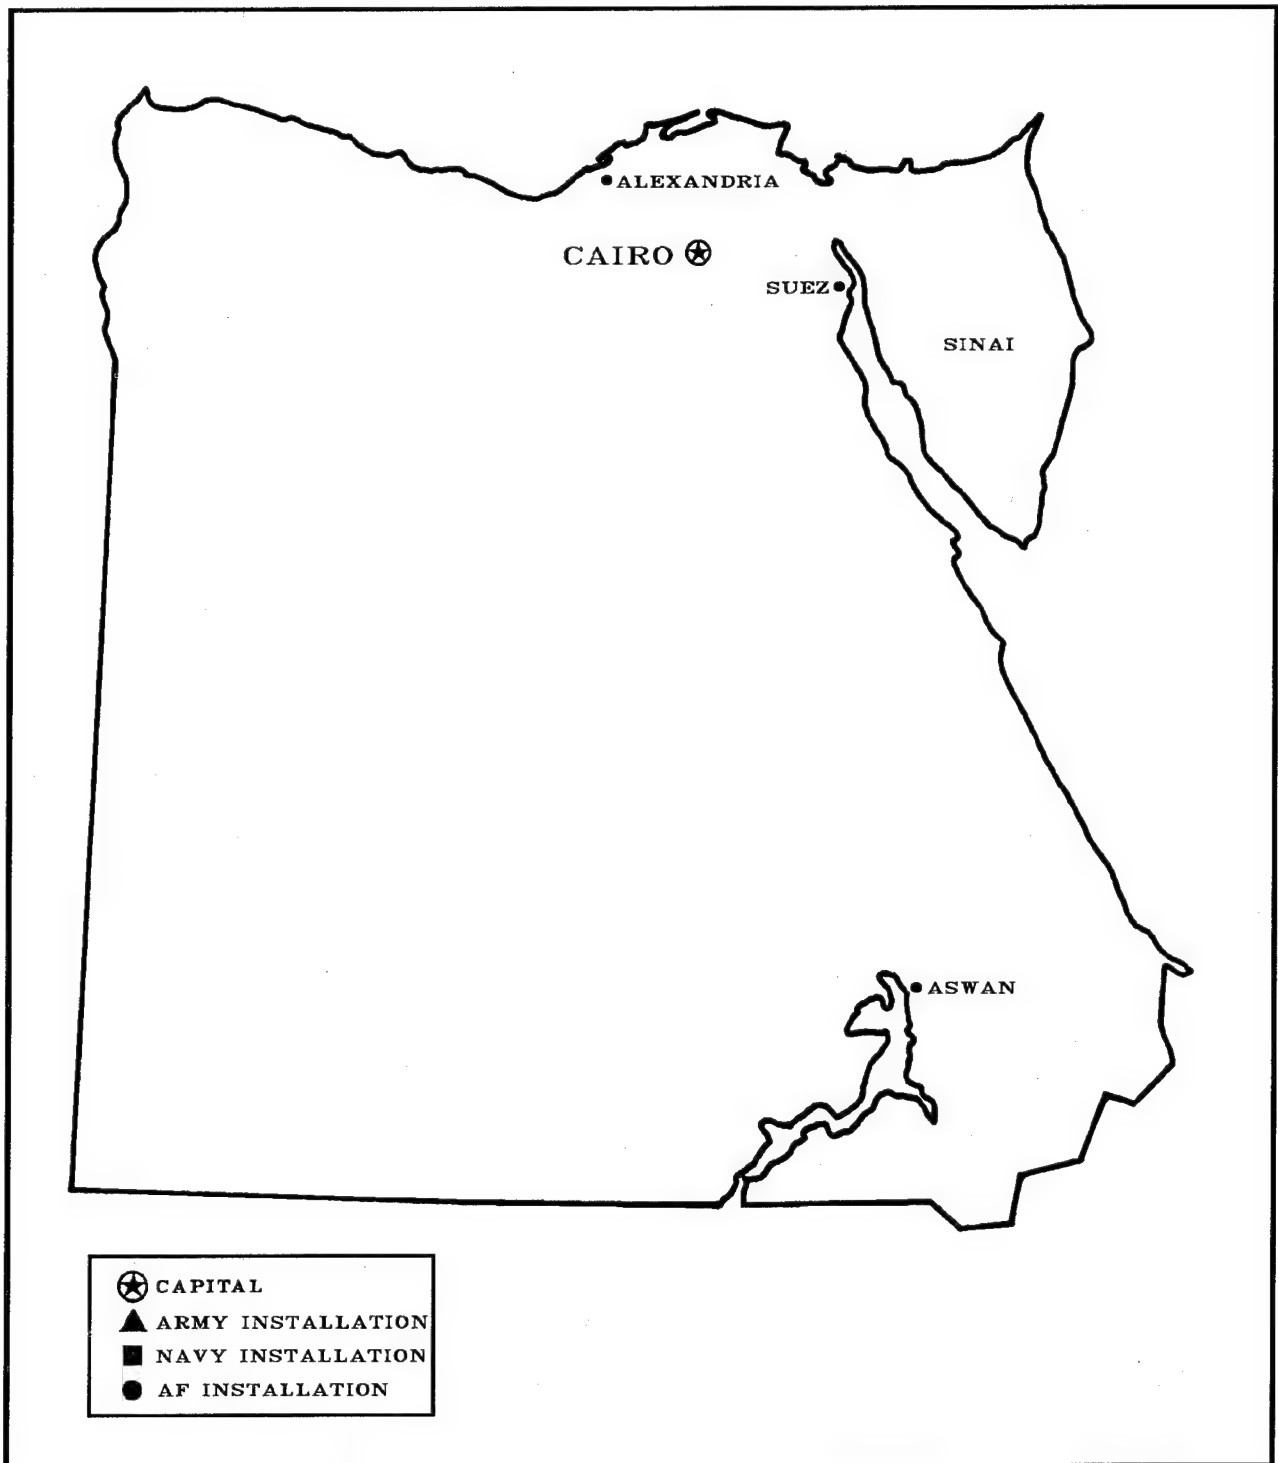 ALEXANDRIA
CAIRO
SUEZ
SINAI
ASWAN
CAPITAL
ARMY INSTALLATION
NAVY INSTALLATION
AF INSTALLATION